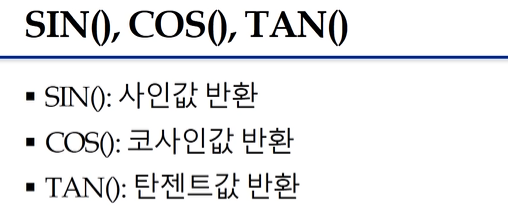 SIN(), COS(), TAN()
▪ SIN(): 사인값 반환
▪ COS(): 코사인값 반환
▪ TAN(): 탄젠트값 반환